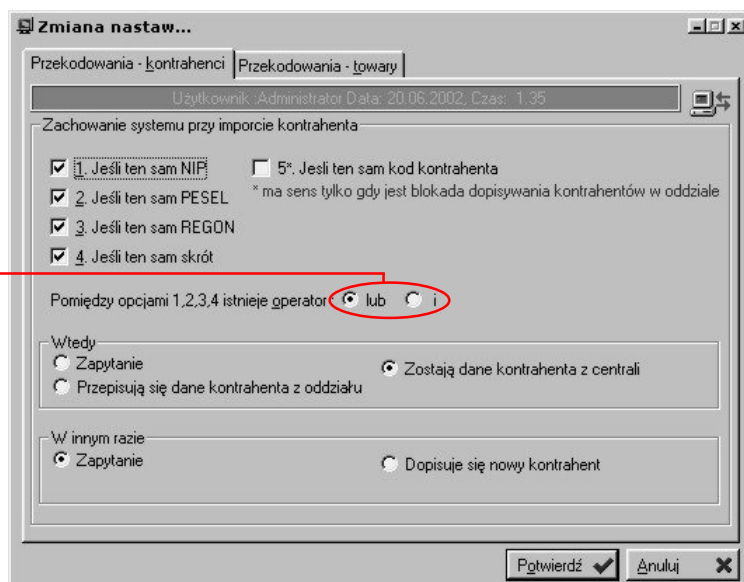 Zmiana nastaw...
Przekodowania - kontrahenci Przekodowania - towary
Użytkownik :Administrator Data: 20.06.2002, Czas: 1.35
Zachowanie systemu przy imporcie kontrahenta
1. Jeśli ten sam NIP 5*. Jesli ten sam kod kontrahenta
2. Jeśli ten sam PESEL * ma sens tylko gdy jest blokada dopisywania kontrahentów w oddziale
3. Jeśli ten sam REGON
4. Jeśli ten sam skrót
Pomiędzy opcjami 1,2,3,4 istnieje operator: lub i
Wtedy
Zapytanie Zostają dane kontrahenta z centrali
Przepisują się dane kontrahenta z oddziału
W innym razie
Zapytanie Dopisuje się nowy kontrahent
Potwierdź Anuluj